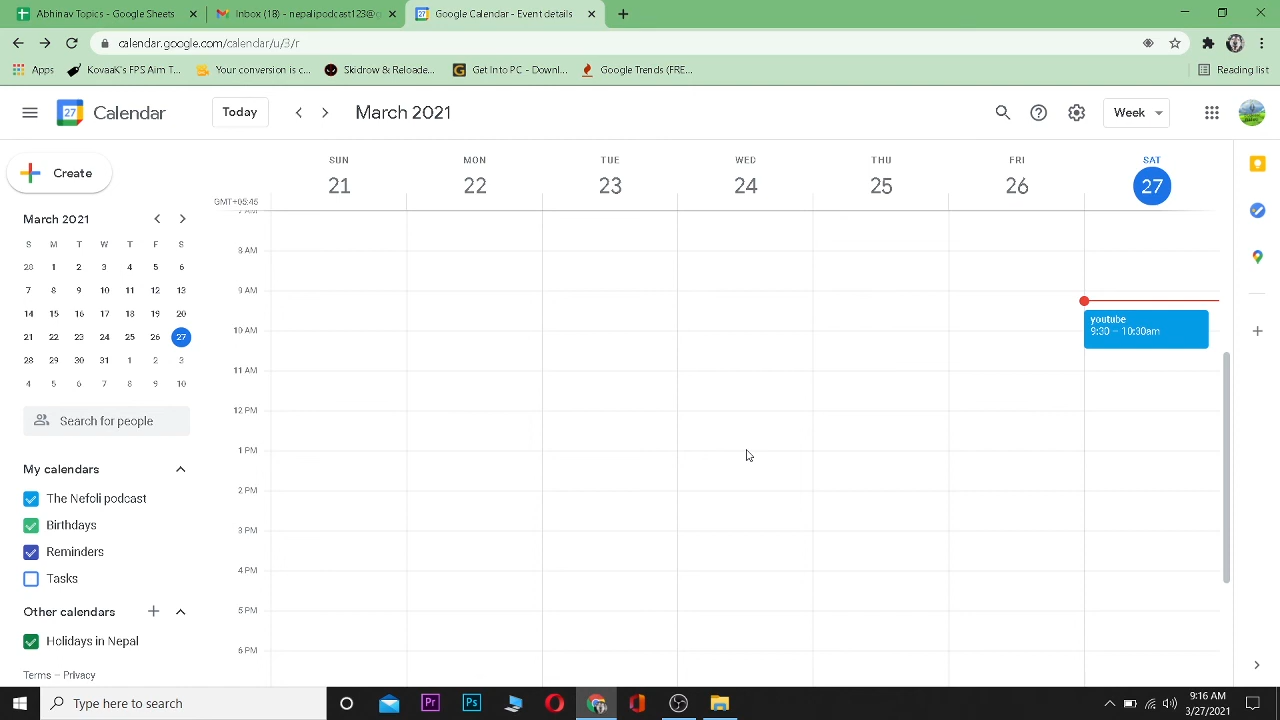 Abhinav Topics - Google Sheets
Inbox (18) - nepalipodcast123@g
Google Calendar - Event details
calendar.google.com/calendar/u/3/r
Apps
KovaaK's FPS Aim T...
Your conversion is c...
Skidrow & Reloade...
Get Into PC - Downl...
Google Trends (FRE...
Reading list
27
Calendar
Today
March 2021
Week
Create
March 2021
S M T W T F S
28 1 2 3 4 5 6
7 8 9 10 11 12 13
14 15 16 17 18 19 20
21 22 23 24 25 26 27
28 29 30 31 1 2 3
4 5 6 7 8 9 10
Search for people
My calendars
The Nefoli podcast
Birthdays
Reminders
Tasks
Other calendars
Holidays in Nepal
Terms – Privacy
SUN MON TUE WED THU FRI SAT
21 22 23 24 25 26 27
GMT+05:45
7 AM
8 AM
9 AM
10 AM
11 AM
12 PM
1 PM
2 PM
3 PM
4 PM
5 PM
6 PM
youtube
9:30 – 10:30am
Type here to search
Pr
Ps
9:16 AM
3/27/2021